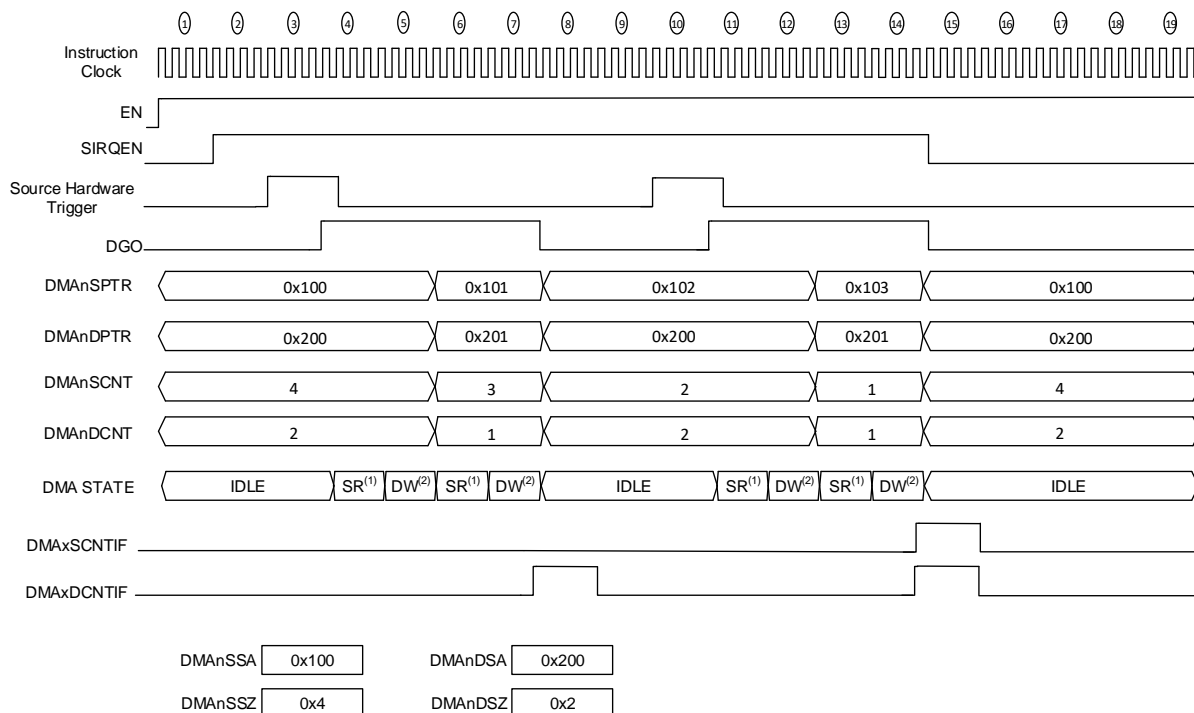 1 2 3 4 5 6 7 8 9 10 11 12 13 14 15 16 17 18 19
Instruction
Clock
EN
SIRQEN
Source Hardware
Trigger
DGO
DMAnSPTR 0x100 0x101 0x102 0x103 0x100
DMAnDPTR 0x200 0x201 0x200 0x201 0x200
DMAnSCNT 4 3 2 1 4
DMAnDCNT 2 1 2 1 2
DMA STATE IDLE SR(1) DW(2) SR(1) DW(2) IDLE SR(1) DW(2) SR(1) DW(2) IDLE
DMAxSCNTIF
DMAxDCNTIF
DMAnSSA 0x100 DMAnDSA 0x200
DMAnSSZ 0x4 DMAnDSZ 0x2